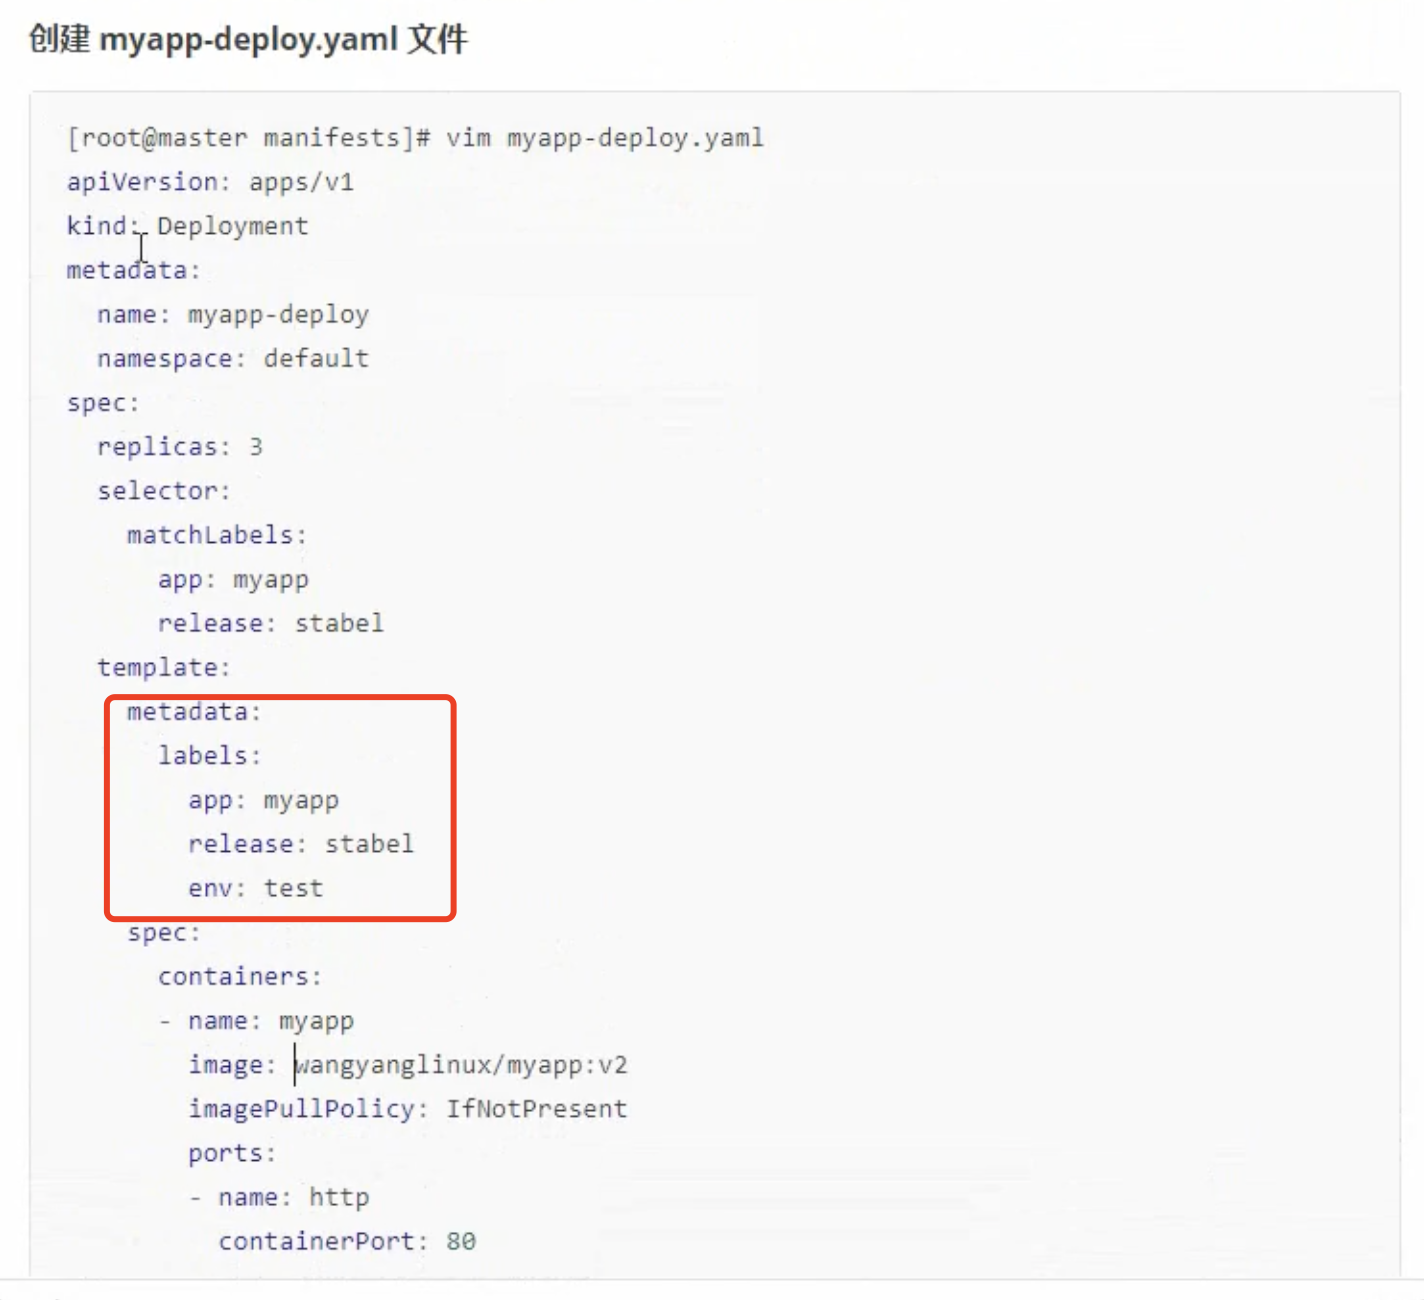 创建 myapp-deploy.yaml 文件
[root@master manifests]# vim myapp-deploy.yaml
apiVersion: apps/v1
kind: Deployment
metadata:
  name: myapp-deploy
  namespace: default
spec:
  replicas: 3
  selector:
    matchLabels:
      app: myapp
      release: stabel
  template:
    metadata:
      labels:
        app: myapp
        release: stabel
        env: test
    spec:
      containers:
      - name: myapp
        image: wangyanglinux/myapp:v2
        imagePullPolicy: IfNotPresent
        ports:
        - name: http
          containerPort: 80